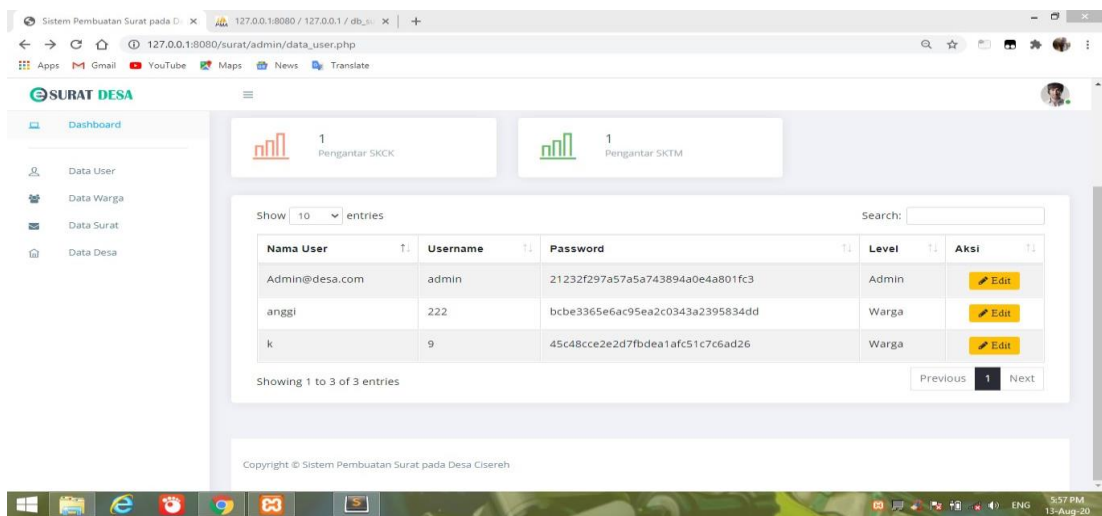 Sistem Pembuatan Surat pada D
127.0.0.1:8080 / 127.0.0.1 / db_su
127.0.0.1:8080/surat/admin/data_user.php
Apps Gmail YouTube Maps News Translate
SURAT DESA
Dashboard
Data User
Data Warga
Data Surat
Data Desa
1
Pengantar SKCK
1
Pengantar SKTM
Show 10 entries
Search:
Nama User Username Password Level Aksi
Admin@desa.com admin 21232f297a57a5a743894a0e4a801fc3 Admin Edit
anggi 222 bcbe3365e6ac95ea2c0343a2395834dd Warga Edit
k 9 45c48cce2e2d7fbdea1afc51c7c6ad26 Warga Edit
Showing 1 to 3 of 3 entries
Previous 1 Next
Copyright © Sistem Pembuatan Surat pada Desa Cisereh
ENG
5:57 PM
13-Aug-20